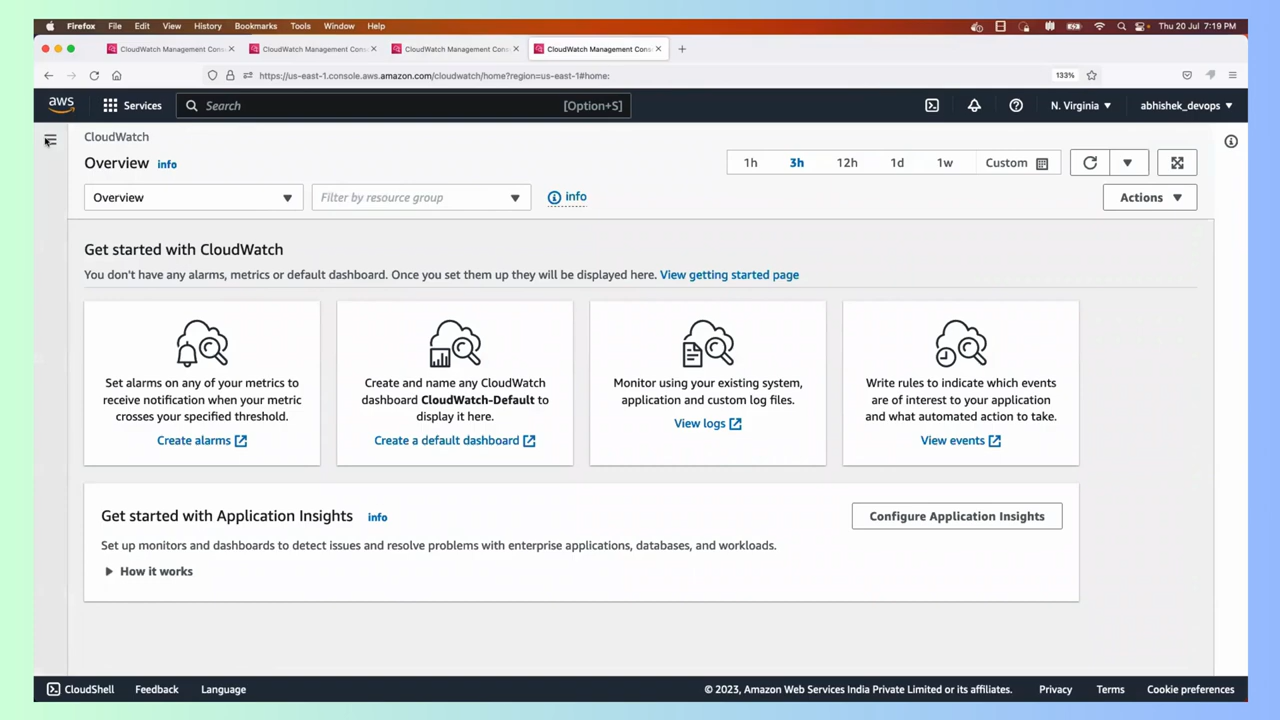 Firefox File Edit View History Bookmarks Tools Window Help Thu 20 Jul 7:19 PM
CloudWatch Management Cons CloudWatch Management Cons CloudWatch Management Cons CloudWatch Management Cons
https://us-east-1.console.aws.amazon.com/cloudwatch/home?region=us-east-1#home: 133%
aws Services Search [Option+S] N. Virginia abhishek_devops
CloudWatch
Overview info 1h 3h 12h 1d 1w Custom
Overview Filter by resource group info Actions
Get started with CloudWatch
You don't have any alarms, metrics or default dashboard. Once you set them up they will be displayed here. View getting started page
Set alarms on any of your metrics to
receive notification when your metric
crosses your specified threshold.
Create alarms
Create and name any CloudWatch
dashboard CloudWatch-Default to
display it here.
Create a default dashboard
Monitor using your existing system,
application and custom log files.
View logs
Write rules to indicate which events
are of interest to your application
and what automated action to take.
View events
Get started with Application Insights info Configure Application Insights
Set up monitors and dashboards to detect issues and resolve problems with enterprise applications, databases, and workloads.
How it works
CloudShell Feedback Language © 2023, Amazon Web Services India Private Limited or its affiliates. Privacy Terms Cookie preferences